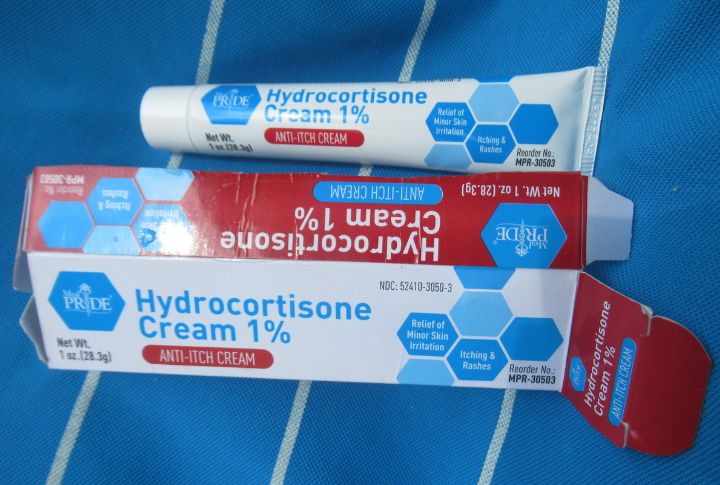 Med
PRIDE
Hydrocortisone
Cream 1%
ANTI-ITCH CREAM
Net Wt.
1 oz.(28.3g)
Relief of
Minor Skin
Irritation
Itching &
Rashes
Reorder No.:
MPR-30503
Med
PRIDE
Hydrocortisone
Cream 1%
ANTI-ITCH CREAM
Net Wt. 1 oz. (28.3g)
Irritation
Itching &
Rashes
Reorder No.:
MPR-30503
NDC: 52410-3050-3
Med
PRIDE
Hydrocortisone
Cream 1%
ANTI-ITCH CREAM
Net Wt.
1 oz.(28.3g)
Relief of
Minor Skin
Irritation
Itching &
Rashes
Reorder No.:
MPR-30503
PRIDE
Hydrocortisone
Cream 1%
ANTI-ITCH CREAM